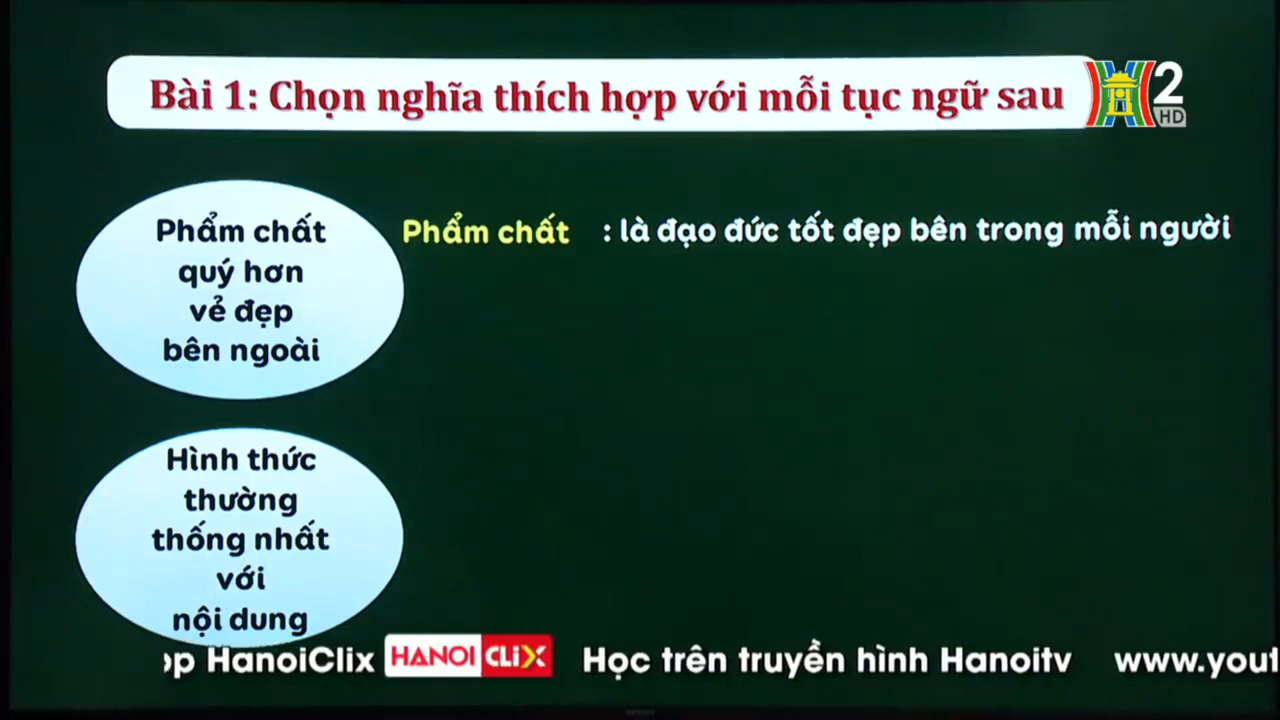 Bài 1: Chọn nghĩa thích hợp với mỗi tục ngữ sau
2
HD
Phẩm chất
quý hơn
vẻ đẹp
bên ngoài
Phẩm chất : là đạo đức tốt đẹp bên trong mỗi người
Hình thức
thường
thống nhất
với
nội dung
HanoiClix HANOI CLiX Học trên truyền hình Hanoitv